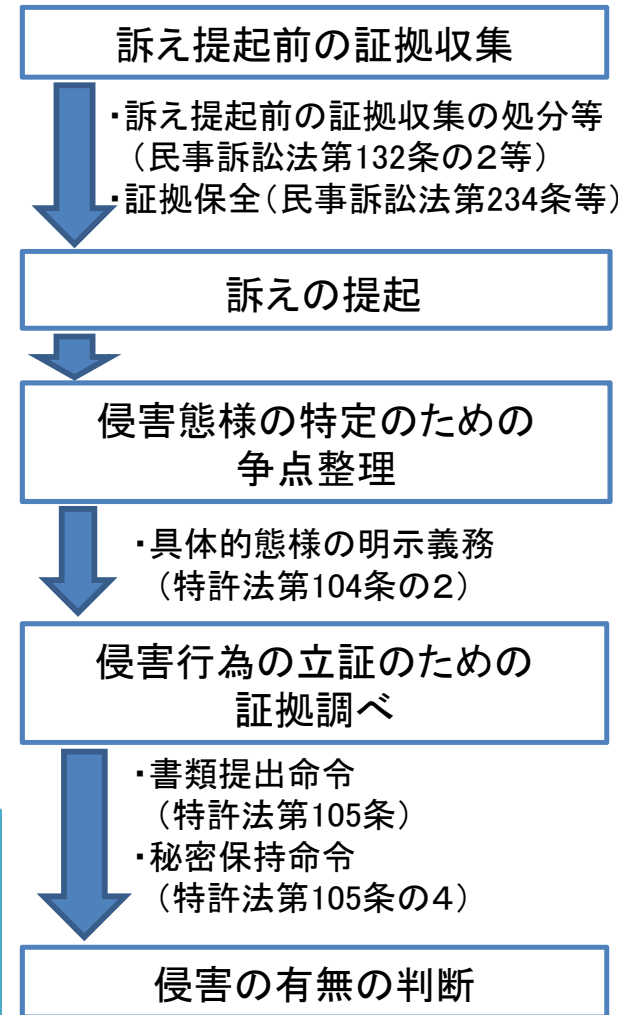 訴え提起前の証拠収集
・訴え提起前の証拠収集の処分等
（民事訴訟法第132条の２等）
・証拠保全（民事訴訟法第234条等）
訴えの提起
侵害態様の特定のための
争点整理
・具体的態様の明示義務
（特許法第104条の２）
侵害行為の立証のための
証拠調べ
・書類提出命令
（特許法第105条）
・秘密保持命令
（特許法第105条の４）
侵害の有無の判断